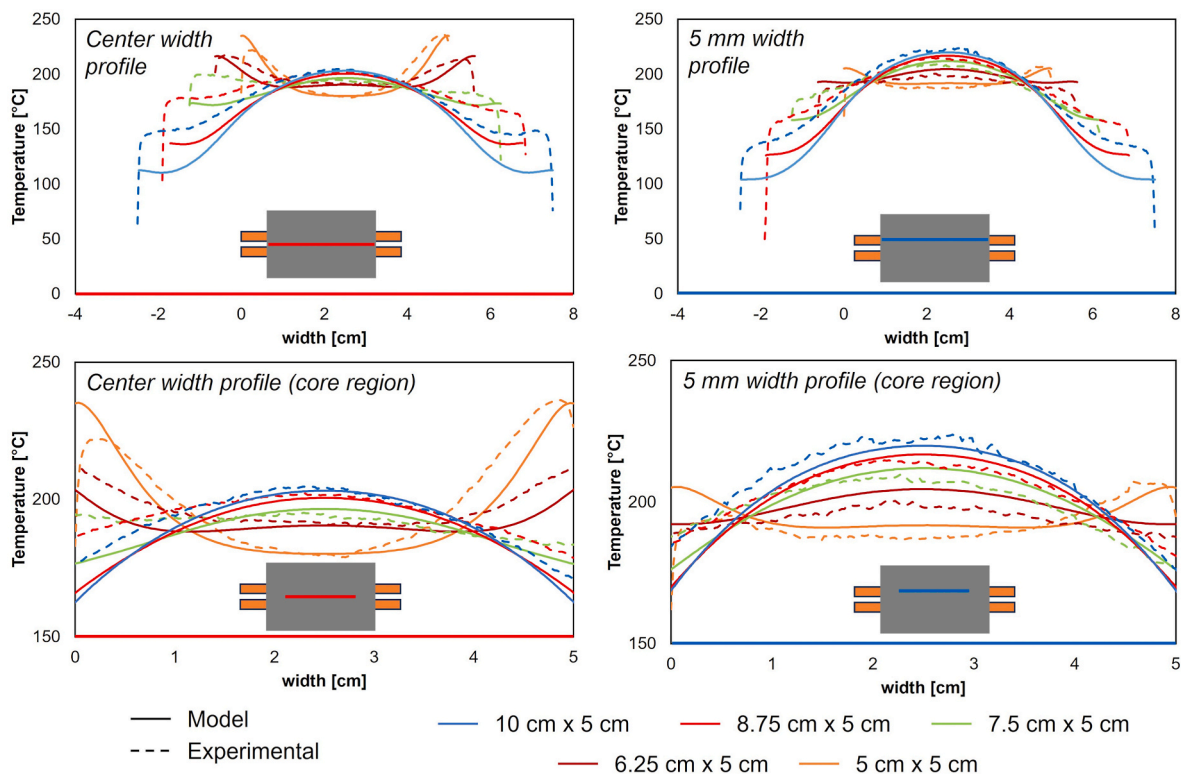 Center width
profile
250
200
150
100
50
0
Temperature [°C]
-4
-2
0
2
4
6
8
width [cm]
5 mm width
profile
250
200
150
100
50
0
Temperature [°C]
-4
-2
0
2
4
6
8
width [cm]
Center width profile (core region)
250
200
150
Temperature [°C]
0
1
2
3
4
5
width [cm]
5 mm width profile (core region)
250
200
150
Temperature [°C]
0
1
2
3
4
5
width [cm]
Model
Experimental
10 cm x 5 cm
8.75 cm x 5 cm
7.5 cm x 5 cm
6.25 cm x 5 cm
5 cm x 5 cm